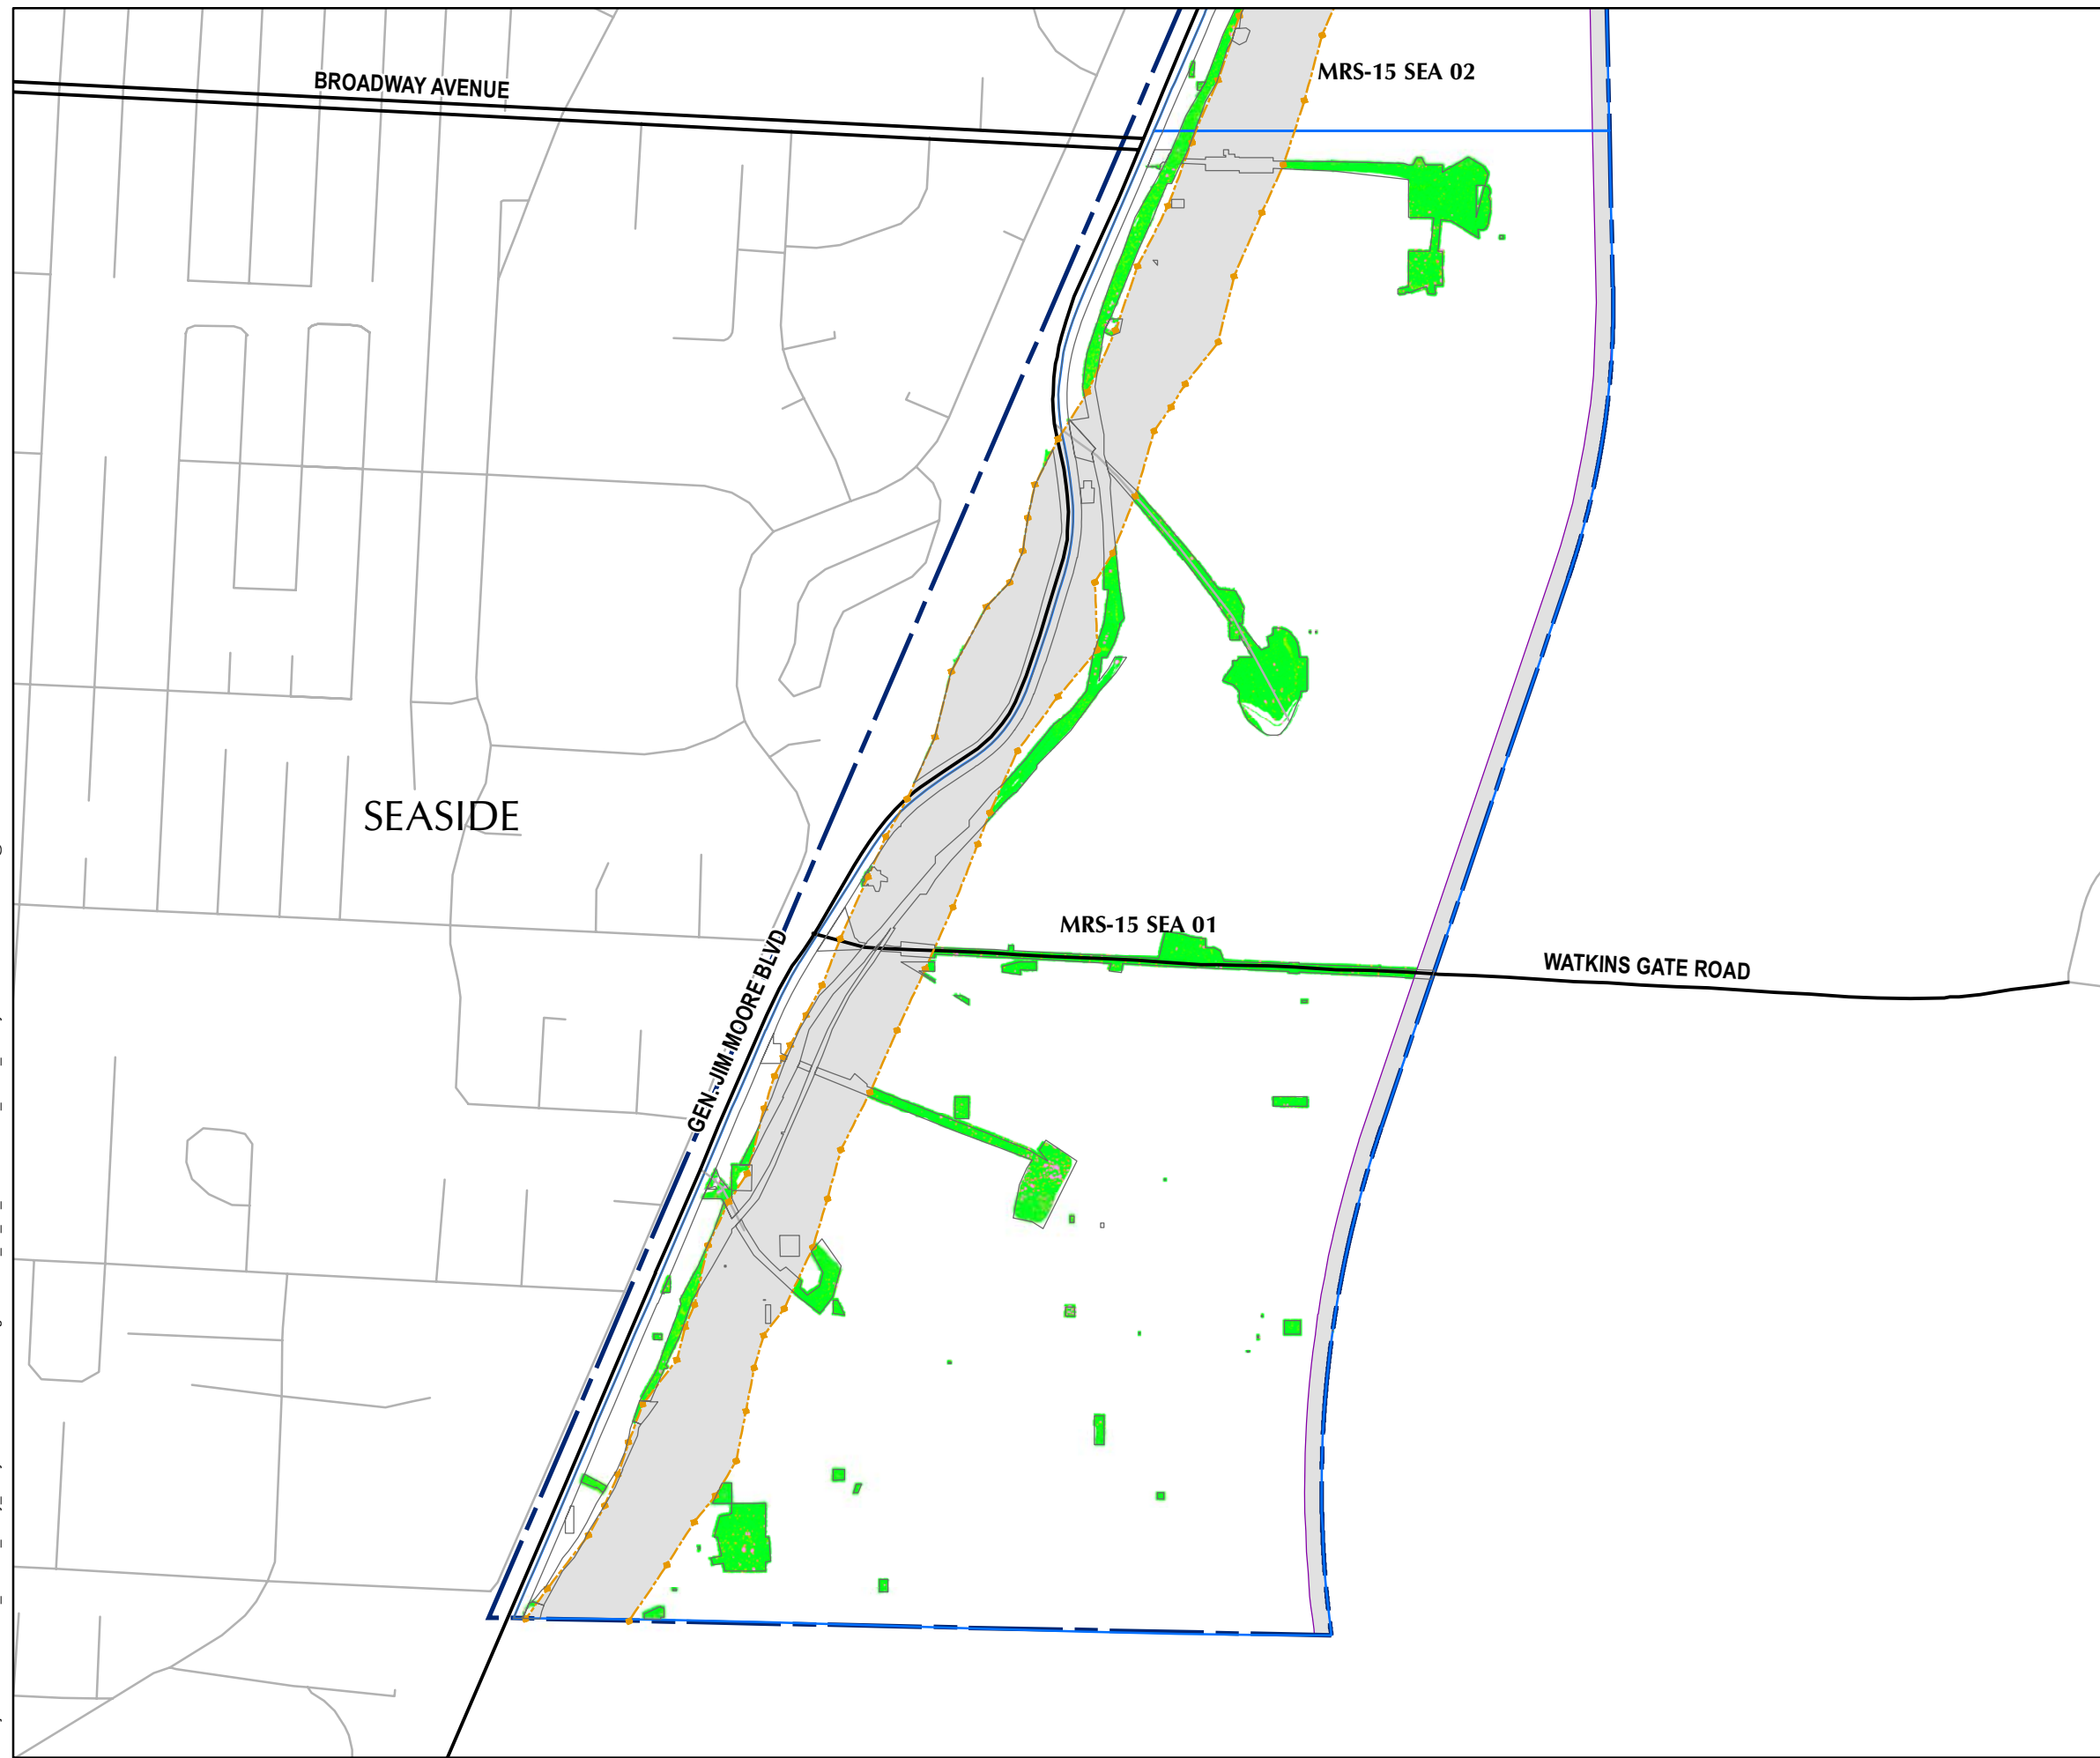 MRS-15 SEA 02
BROADWAY AVENUE
SEASIDE
MRS-15 SEA 01
WATKINS GATE ROAD
GEN. JIM MOORE BLVD